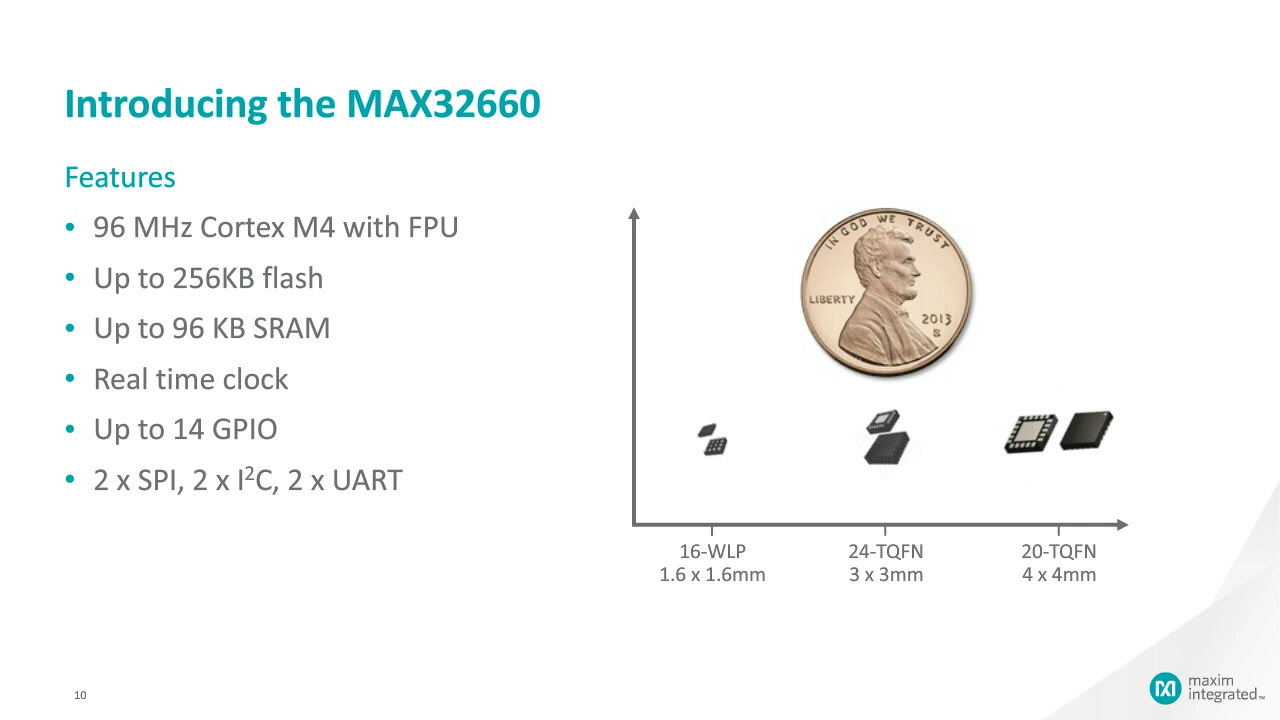 Introducing the MAX32660
Features
• 96 MHz Cortex M4 with FPU
• Up to 256KB flash
• Up to 96 KB SRAM
• Real time clock
• Up to 14 GPIO
• 2 x SPI, 2 x I²C, 2 x UART
IN GOD WE TRUST
LIBERTY
2013
S
16-WLP
1.6 x 1.6mm
24-TQFN
3 x 3mm
20-TQFN
4 x 4mm
10
maxim
integrated™